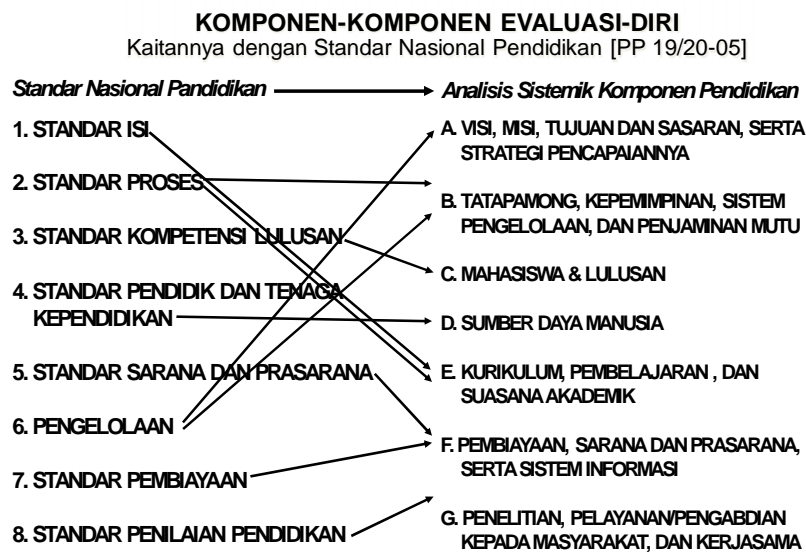 KOMPONEN-KOMPONEN EVALUASI-DIRI
Kaitannya dengan Standar Nasional Pendidikan [PP 19/20-05]
Standar Nasional Pandidikan
1. STANDAR ISI
2. STANDAR PROSES
3. STANDAR KOMPETENSI LULUSAN
4. STANDAR PENDIDIK DAN TENAGA
KEPENDIDIKAN
5. STANDAR SARANA DAN PRASARANA
6. PENGELOLAAN
7. STANDAR PEMBIAYAAN
8. STANDAR PENILAIAN PENDIDIKAN
Analisis Sistemik Komponen Pendidikan
A. VISI, MISI, TUJUAN DAN SASARAN, SERTA
STRATEGI PENCAPAIANNYA
B. TATAPAMONG, KEPEMIMPINAN, SISTEM
PENGELOLAAN, DAN PENJAMINAN MUTU
C. MAHASISWA & LULUSAN
D. SUMBER DAYA MANUSIA
E. KURIKULUM, PEMBELAJARAN , DAN
SUASANA AKADEMIK
F. PEMBIAYAAN, SARANA DAN PRASARANA,
SERTA SISTEM INFORMASI
G. PENELITIAN, PELAYANAN/PENGABDIAN
KEPADA MASYARAKAT, DAN KERJASAMA